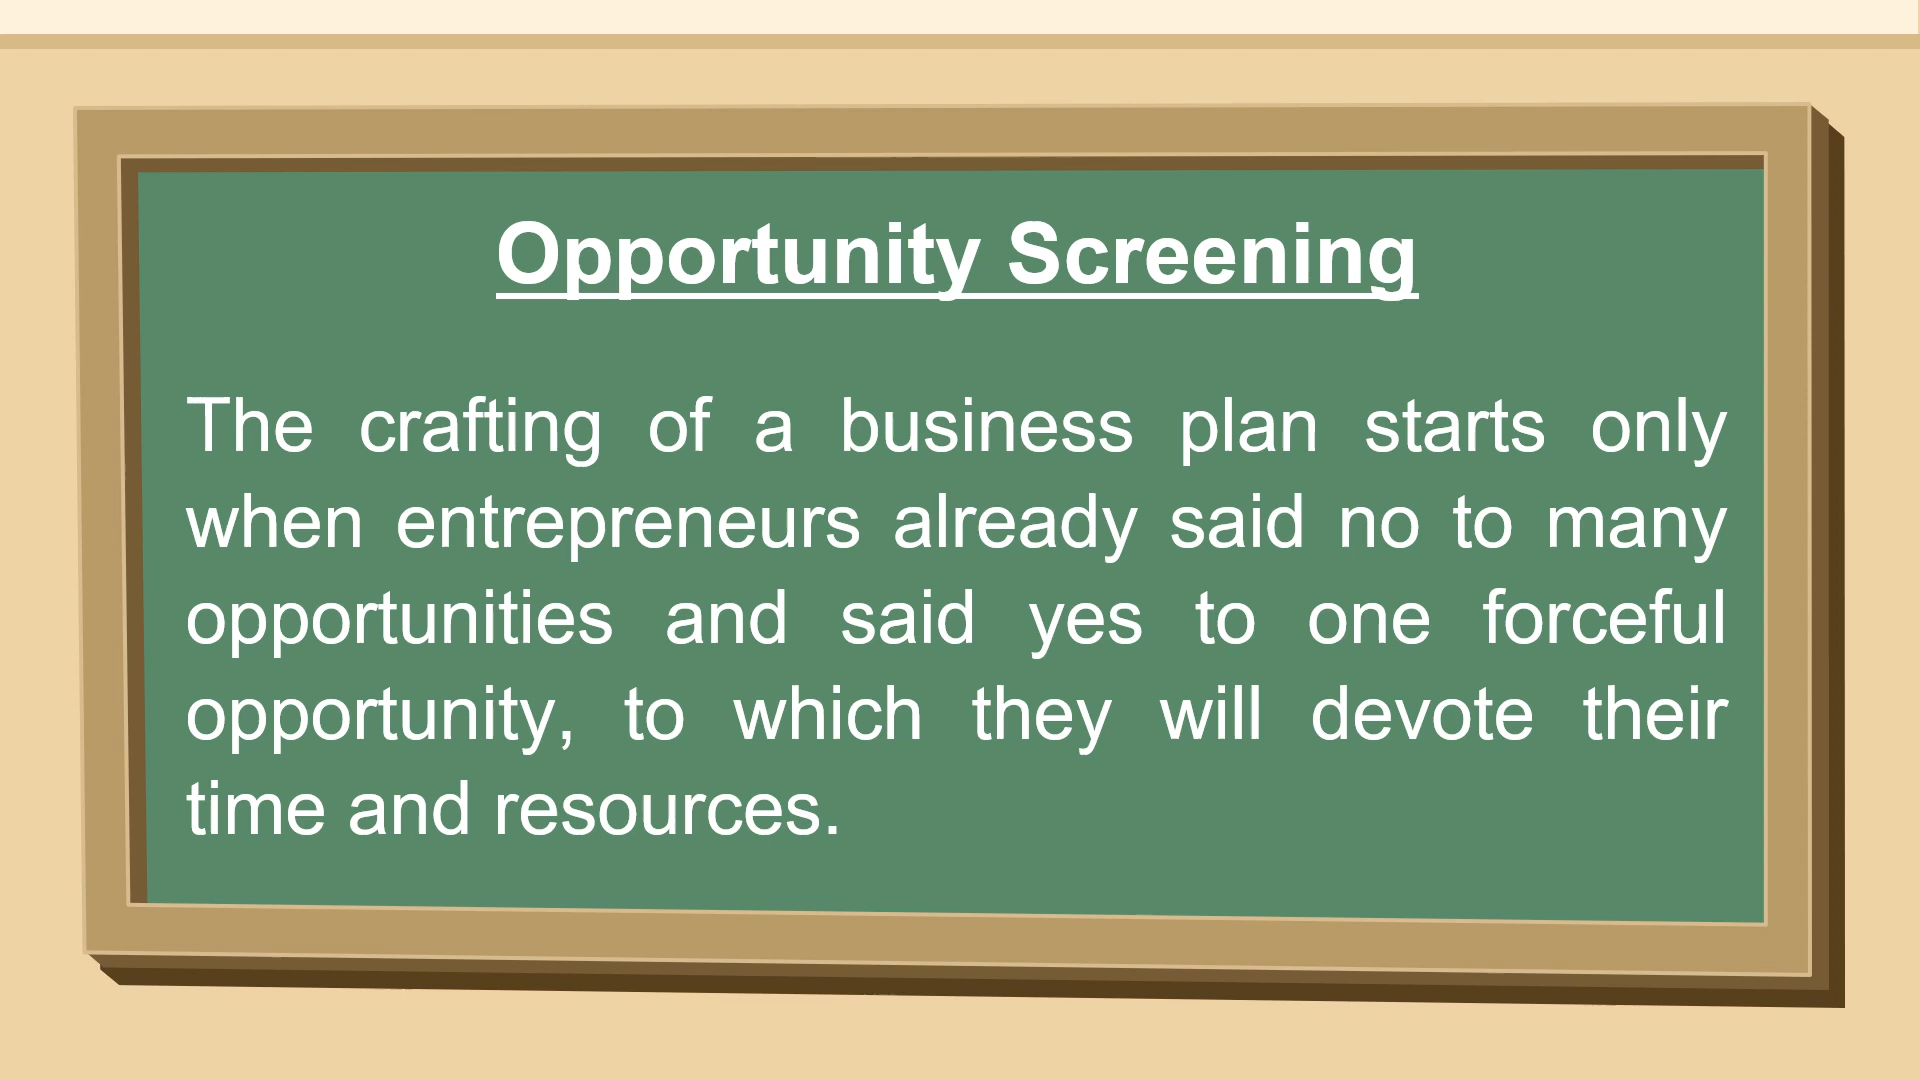 Opportunity Screening
The crafting of a business plan starts only
when entrepreneurs already said no to many
opportunities and said yes to one forceful
opportunity, to which they will devote their
time and resources.